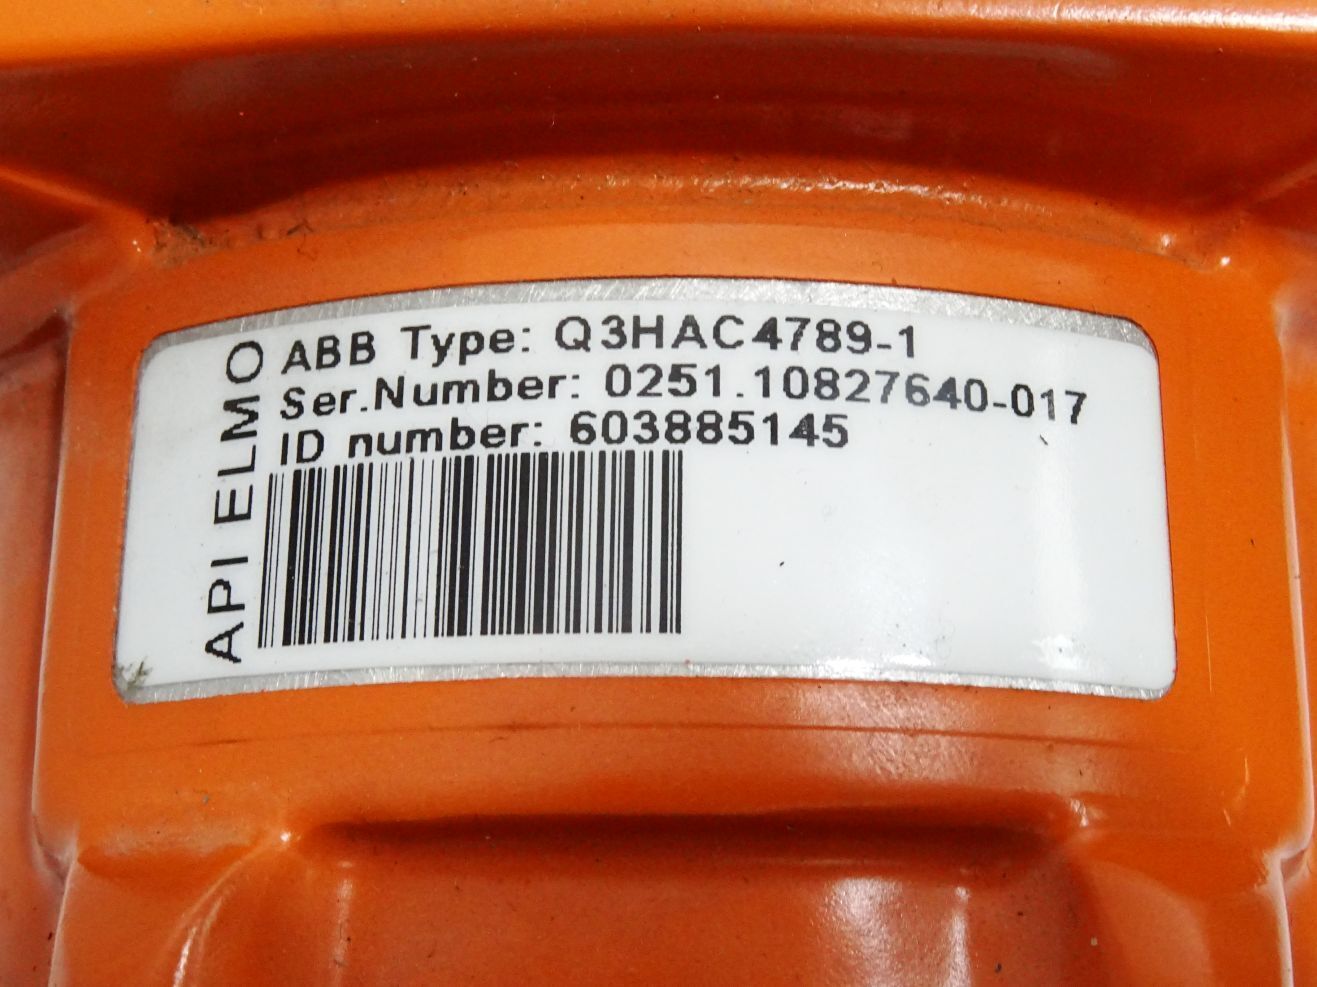 API ELMO
ABB Type: Q3HAC4789-1
Ser.Number: 0251.10827640-017
ID number: 603885145